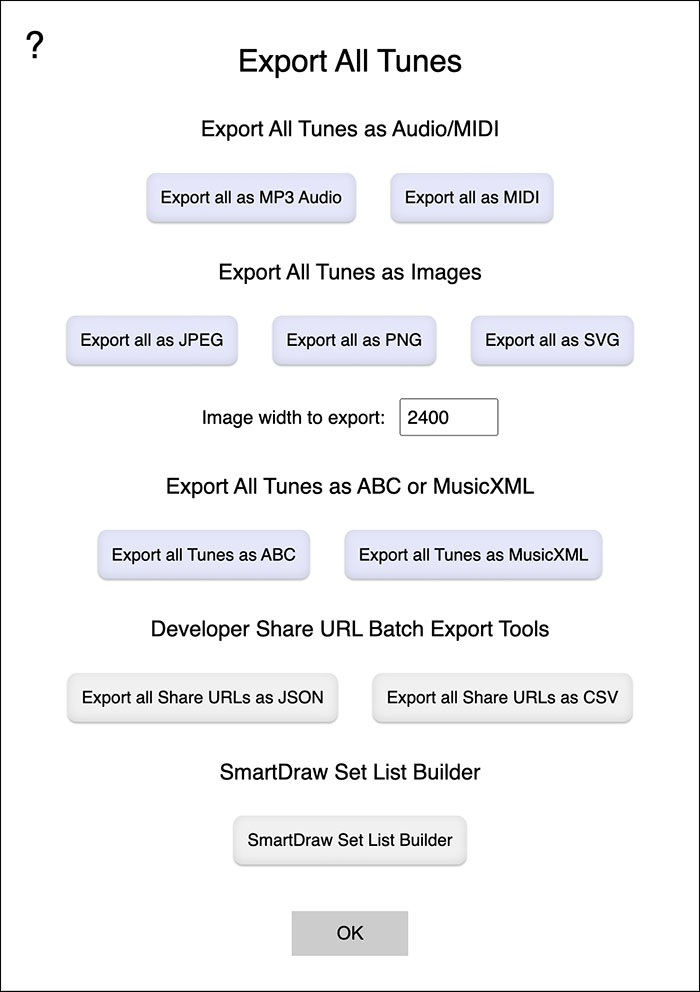 ?
Export All Tunes
Export All Tunes as Audio/MIDI
Export all as MP3 Audio
Export all as MIDI
Export All Tunes as Images
Export all as JPEG
Export all as PNG
Export all as SVG
Image width to export: 2400
Export All Tunes as ABC or MusicXML
Export all Tunes as ABC
Export all Tunes as MusicXML
Developer Share URL Batch Export Tools
Export all Share URLs as JSON
Export all Share URLs as CSV
SmartDraw Set List Builder
SmartDraw Set List Builder
OK